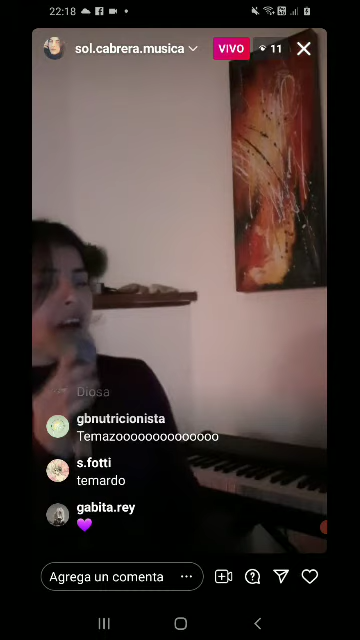 22:18
sol.cabrera.musica
VIVO
11
Diosa
gbnutricionista
Temazoooooooooooooo
s.fotti
temardo
gabita.rey
💜
Agrega un comenta